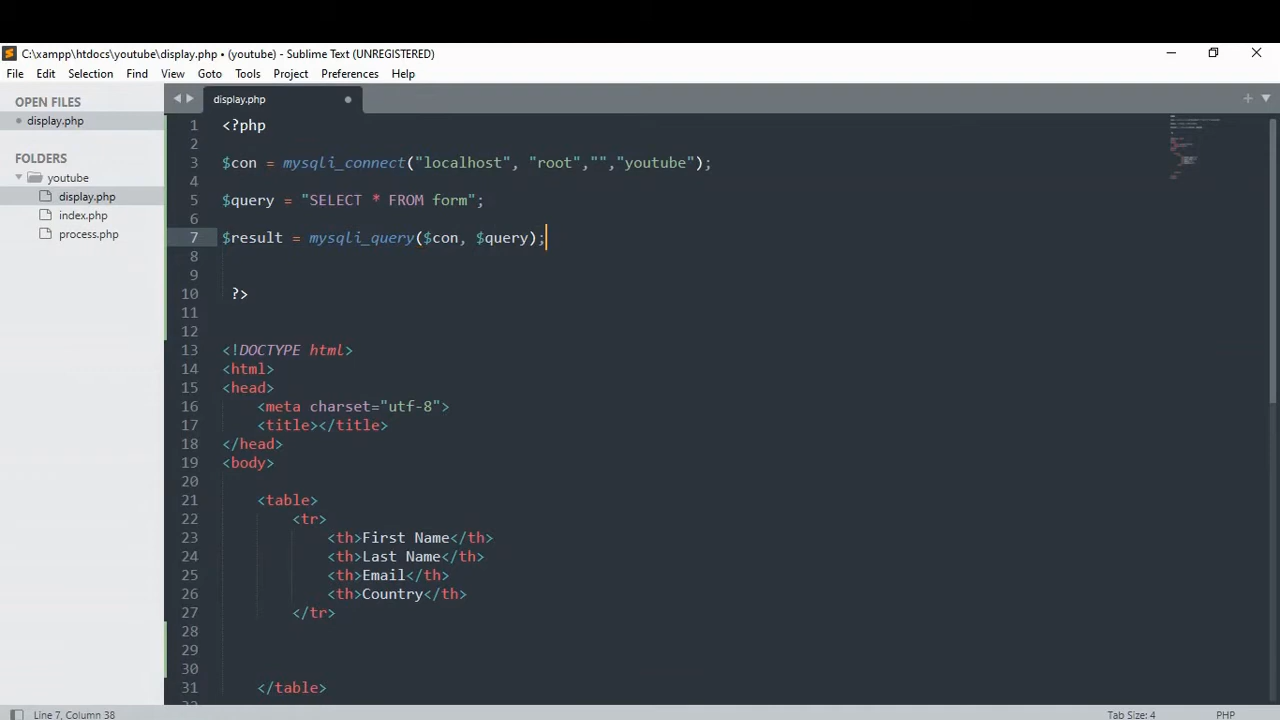 C:\xampp\htdocs\youtube\display.php • (youtube) - Sublime Text (UNREGISTERED)
File Edit Selection Find View Goto Tools Project Preferences Help
OPEN FILES
display.php
FOLDERS
youtube
display.php
index.php
process.php
display.php
1 <?php
2
3 $con = mysqli_connect("localhost", "root","","youtube");
4
5 $query = "SELECT * FROM form";
6
7 $result = mysqli_query($con, $query);
8
9
10 ?>
11
12
13 <!DOCTYPE html>
14 <html>
15 <head>
16 <meta charset="utf-8">
17 <title></title>
18 </head>
19 <body>
20
21 <table>
22 <tr>
23 <th>First Name</th>
24 <th>Last Name</th>
25 <th>Email</th>
26 <th>Country</th>
27 </tr>
28
29
30
31 </table>
Line 7, Column 38
Tab Size: 4
PHP